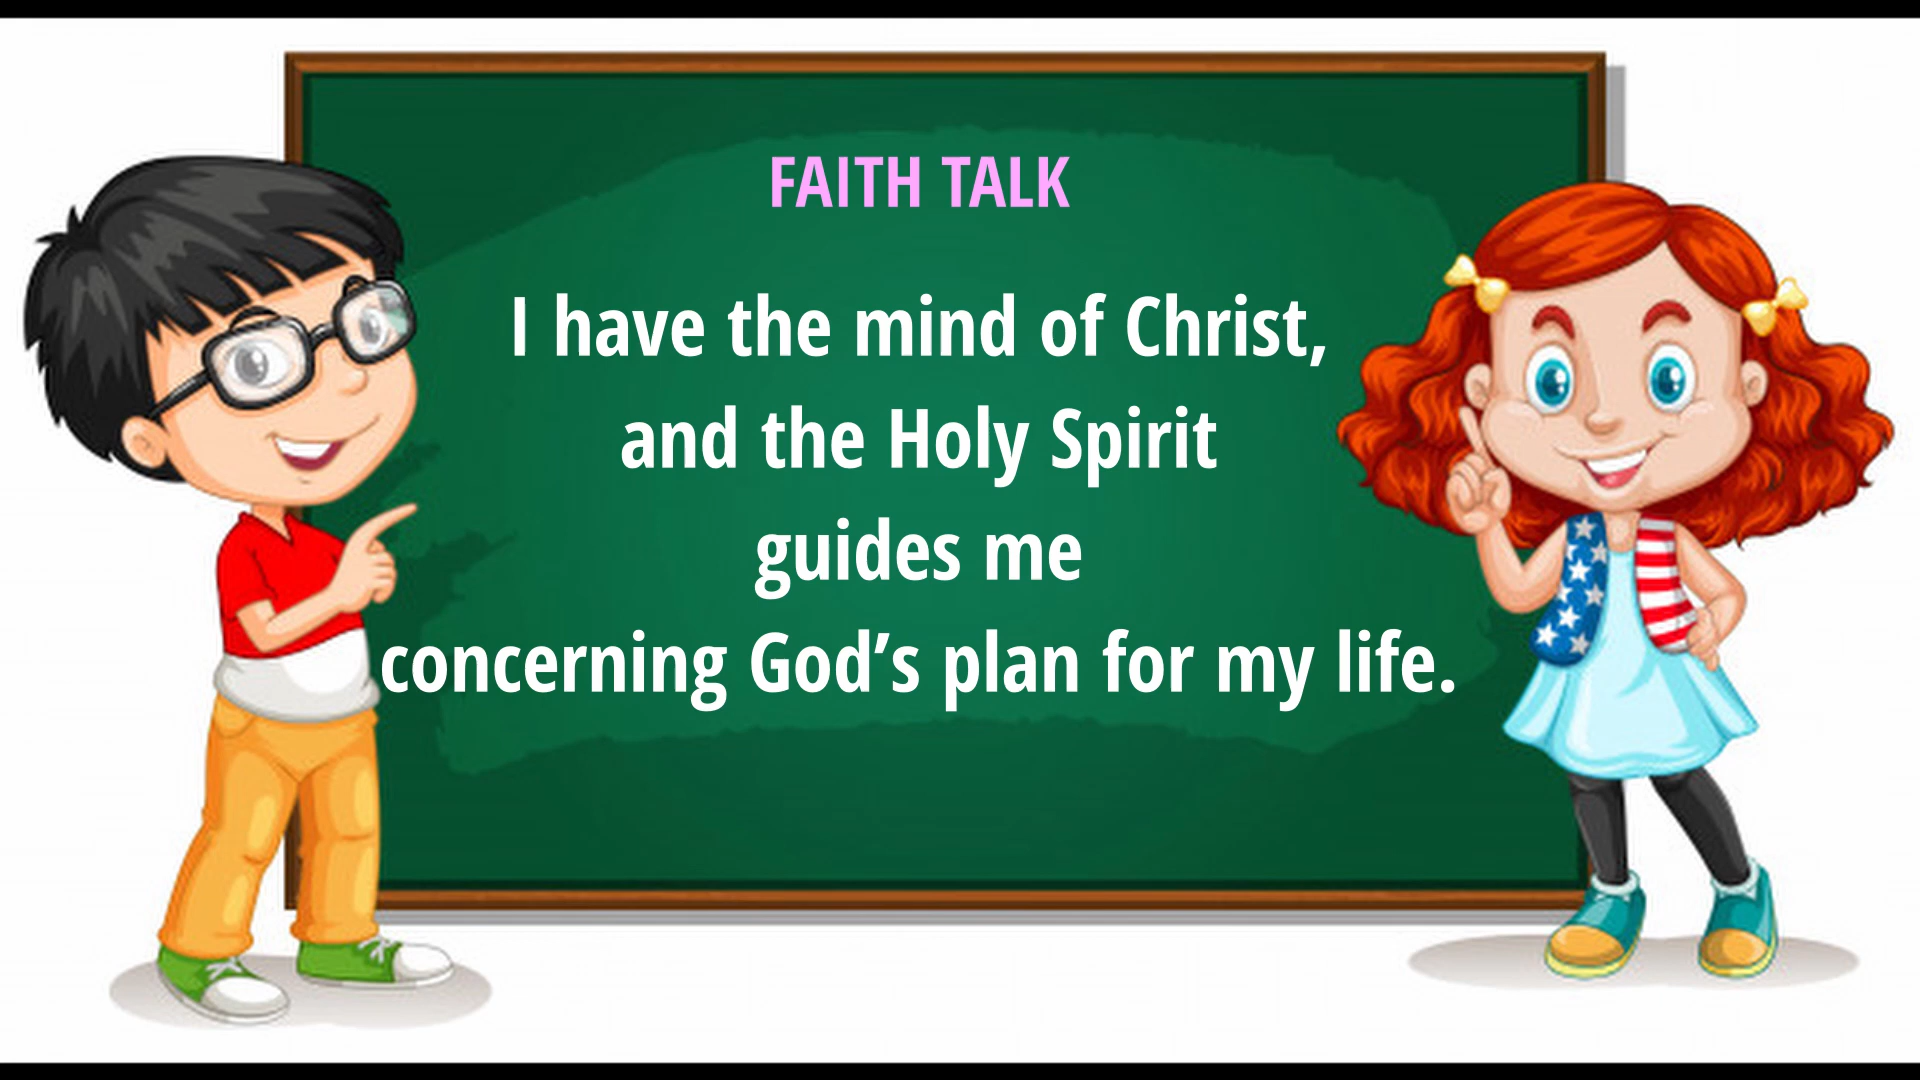 FAITH TALK
I have the mind of Christ,
and the Holy Spirit
guides me
concerning God’s plan for my life.